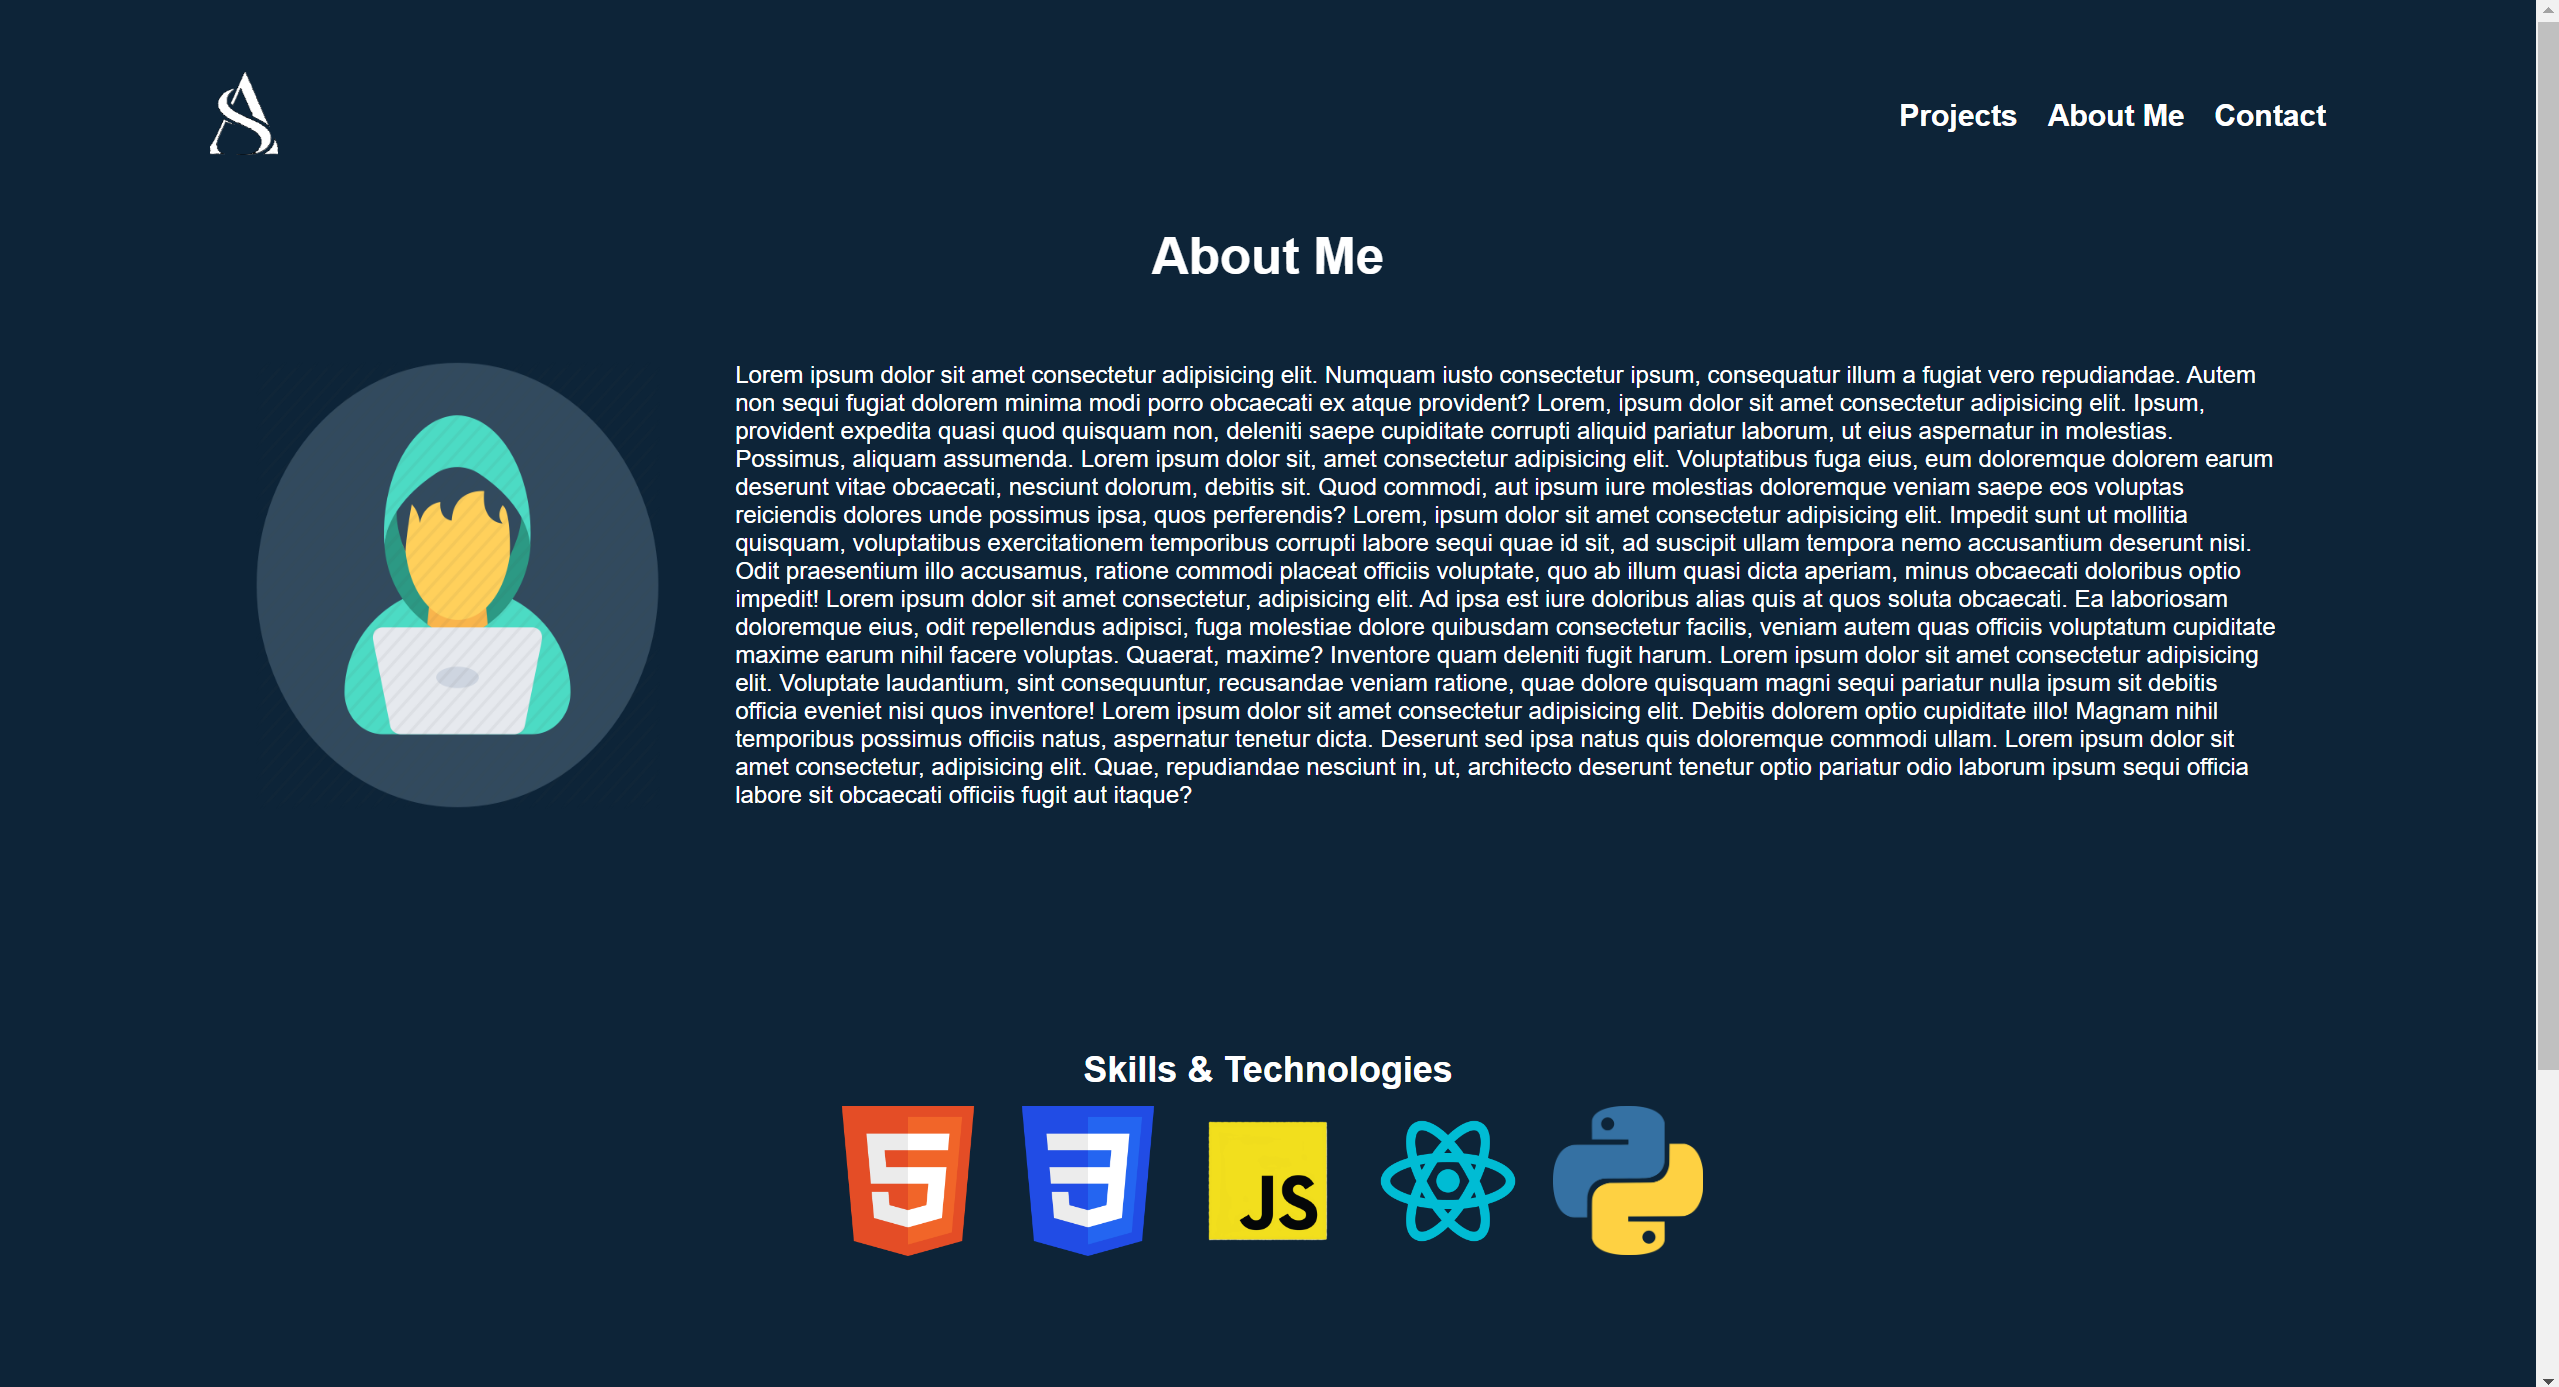 Projects About Me Contact
About Me
Lorem ipsum dolor sit amet consectetur adipisicing elit. Numquam iusto consectetur ipsum, consequatur illum a fugiat vero repudiandae. Autem
non sequi fugiat dolorem minima modi porro obcaecati ex atque provident? Lorem, ipsum dolor sit amet consectetur adipisicing elit. Ipsum,
provident expedita quasi quod quisquam non, deleniti saepe cupiditate corrupti aliquid pariatur laborum, ut eius aspernatur in molestias.
Possimus, aliquam assumenda. Lorem ipsum dolor sit, amet consectetur adipisicing elit. Voluptatibus fuga eius, eum doloremque dolorem earum
deserunt vitae obcaecati, nesciunt dolorum, debitis sit. Quod commodi, aut ipsum iure molestias doloremque veniam saepe eos voluptas
reiciendis dolores unde possimus ipsa, quos perferendis? Lorem, ipsum dolor sit amet consectetur adipisicing elit. Impedit sunt ut mollitia
quisquam, voluptatibus exercitationem temporibus corrupti labore sequi quae id sit, ad suscipit ullam tempora nemo accusantium deserunt nisi.
Odit praesentium illo accusamus, ratione commodi placeat officiis voluptate, quo ab illum quasi dicta aperiam, minus obcaecati doloribus optio
impedit! Lorem ipsum dolor sit amet consectetur, adipisicing elit. Ad ipsa est iure doloribus alias quis at quos soluta obcaecati. Ea laboriosam
doloremque eius, odit repellendus adipisci, fuga molestiae dolore quibusdam consectetur facilis, veniam autem quas officiis voluptatum cupiditate
maxime earum nihil facere voluptas. Quaerat, maxime? Inventore quam deleniti fugit harum. Lorem ipsum dolor sit amet consectetur adipisicing
elit. Voluptate laudantium, sint consequuntur, recusandae veniam ratione, quae dolore quisquam magni sequi pariatur nulla ipsum sit debitis
officia eveniet nisi quos inventore! Lorem ipsum dolor sit amet consectetur adipisicing elit. Debitis dolorem optio cupiditate illo! Magnam nihil
temporibus possimus officiis natus, aspernatur tenetur dicta. Deserunt sed ipsa natus quis doloremque commodi ullam. Lorem ipsum dolor sit
amet consectetur, adipisicing elit. Quae, repudiandae nesciunt in, ut, architecto deserunt tenetur optio pariatur odio laborum ipsum sequi officia
labore sit obcaecati officiis fugit aut itaque?
Skills & Technologies
5 3 JS